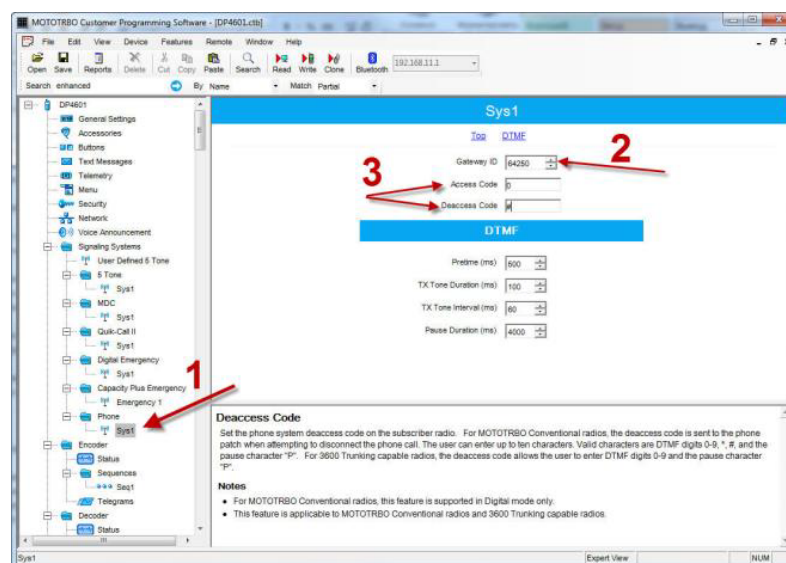 MOTOTRBO Customer Programming Software - [DP4601.ctb]
File Edit View Device Features Remote Window Help
Open Save Reports Delete Cut Copy Paste Search Read Write Clone Bluetooth 192.168.11.1
Search enhanced By Name Match Partial
DP4601
General Settings
Accessories
Buttons
Text Messages
Telemetry
Menu
Security
Network
Voice Announcement
Signaling Systems
User Defined 5 Tone
5 Tone
Sys1
MDC
Sys1
Quik-Call II
Sys1
Digital Emergency
Sys1
Capacity Plus Emergency
Emergency 1
Phone
Sys1
Encoder
Status
Sequences
Seq1
Telegrams
Decoder
Status
1
Sys1
Top DTMF
Gateway ID 64250
2
3
Access Code 0
Deaccess Code #
DTMF
Pretime (ms) 500
TX Tone Duration (ms) 100
TX Tone Interval (ms) 60
Pause Duration (ms) 4000
Deaccess Code
Set the phone system deaccess code on the subscriber radio. For MOTOTRBO Conventional radios, the deaccess code is sent to the phone
patch when attempting to disconnect the phone call. The user can enter up to ten characters. Valid characters are DTMF digits 0-9, *, #, and the
pause character "P". For 3600 Trunking capable radios, the deaccess code allows the user to enter DTMF digits 0-9 and the pause character
"P".
Notes
• For MOTOTRBO Conventional radios, this feature is supported in Digital mode only.
• This feature is applicable to MOTOTRBO Conventional radios and 3600 Trunking capable radios.
Sys1 Expert View NUM